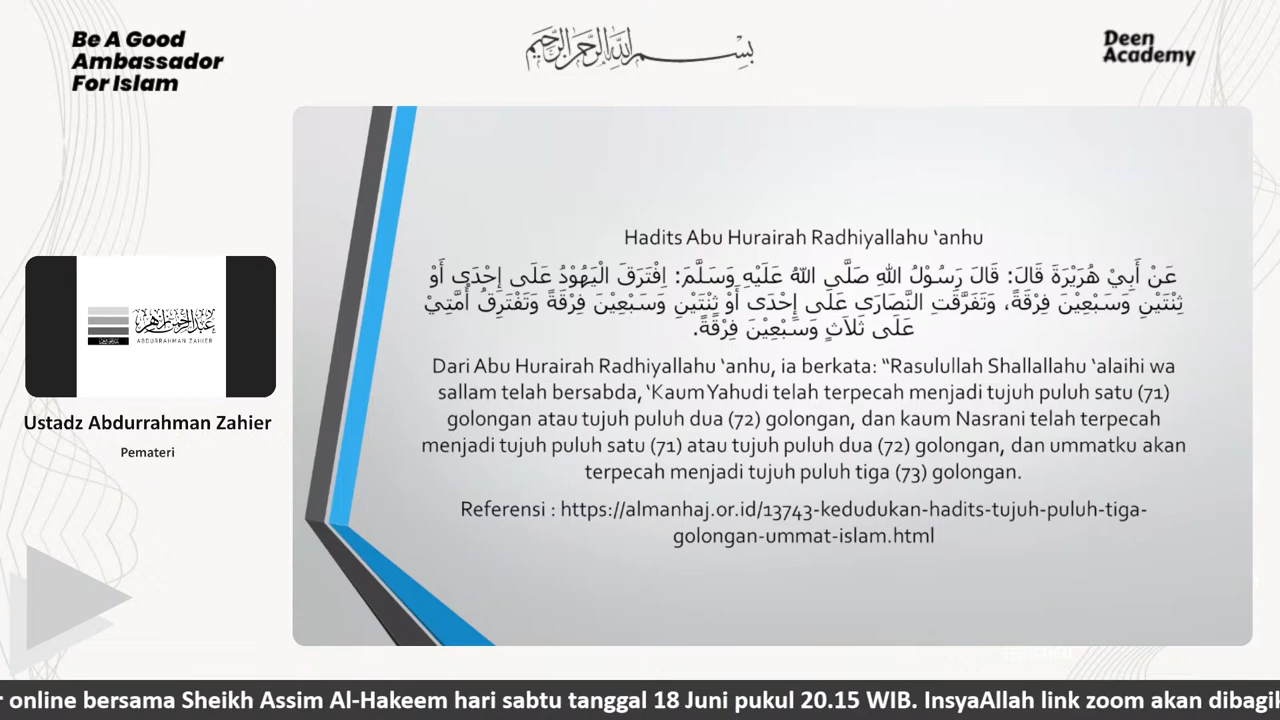 Be A Good
Ambassador
For Islam
بِسْمِ اللهِ الرَّحْمٰنِ الرَّحِيْمِ
Deen
Academy
Hadits Abu Hurairah Radhiyallahu ‘anhu
عَنْ أَبِيْ هُرَيْرَةَ قَالَ: قَالَ رَسُوْلُ اللهِ صَلَّى اللهُ عَلَيْهِ وَسَلَّمَ: اِفْتَرَقَ الْيَهُوْدُ عَلَى إِحْدَى أَوْ
ثِنْتَيْنِ وَسَبْعِيْنَ فِرْقَةً، وَتَفَرَّقَتِ النَّصَارَى عَلَى إِحْدَى أَوْ ثِنْتَيْنِ وَسَبْعِيْنَ فِرْقَةً وَتَفْتَرِقُ أُمَّتِيْ
عَلَى ثَلاَثٍ وَسَبْعِيْنَ فِرْقَةً.
Dari Abu Hurairah Radhiyallahu ‘anhu, ia berkata: “Rasulullah Shallallahu ‘alaihi wa
sallam telah bersabda, ‘Kaum Yahudi telah terpecah menjadi tujuh puluh satu (71)
golongan atau tujuh puluh dua (72) golongan, dan kaum Nasrani telah terpecah
menjadi tujuh puluh satu (71) atau tujuh puluh dua (72) golongan, dan ummatku akan
terpecah menjadi tujuh puluh tiga (73) golongan.
Referensi : https://almanhaj.or.id/13743-kedudukan-hadits-tujuh-puluh-tiga-
golongan-ummat-islam.html
ABDURRAHMAN ZAHIER
Ustadz Abdurrahman Zahier
Pemateri
online bersama Sheikh Assim Al-Hakeem hari sabtu tanggal 18 Juni pukul 20.15 WIB. InsyaAllah link zoom akan